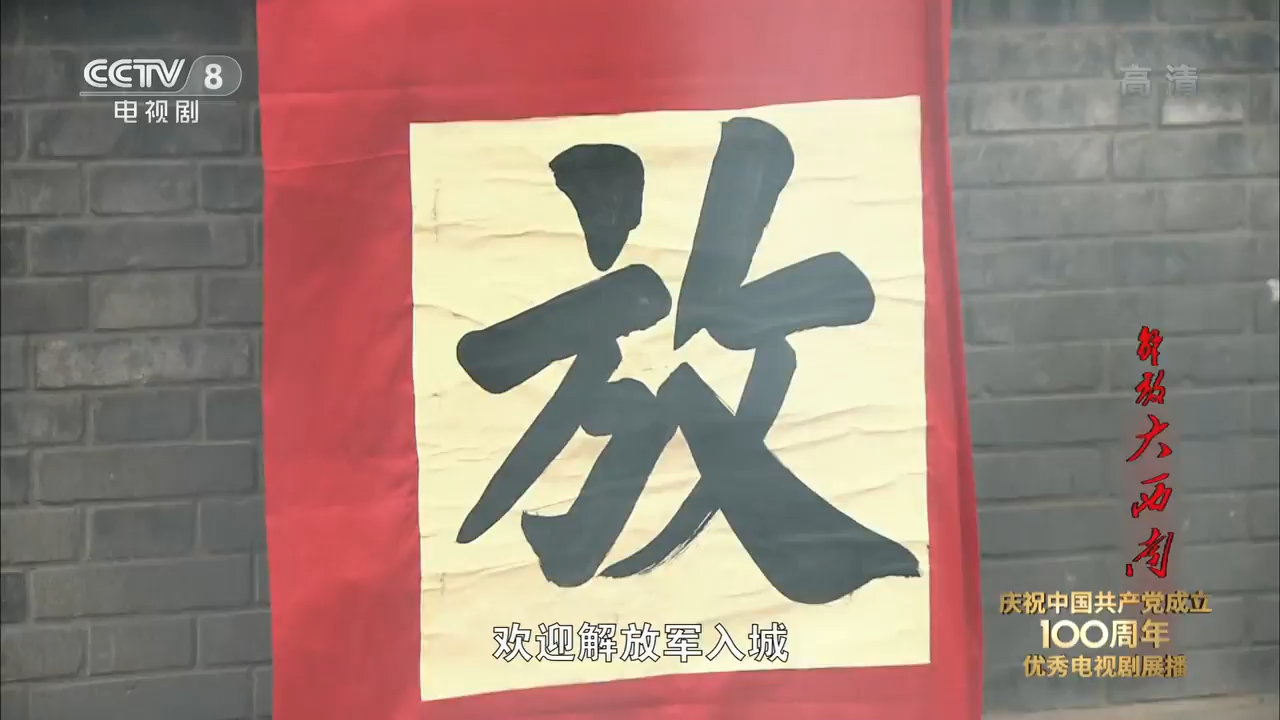 CCTV 8
电视剧
高清
放
解放大西南
庆祝中国共产党成立
100周年
优秀电视剧展播
欢迎解放军入城